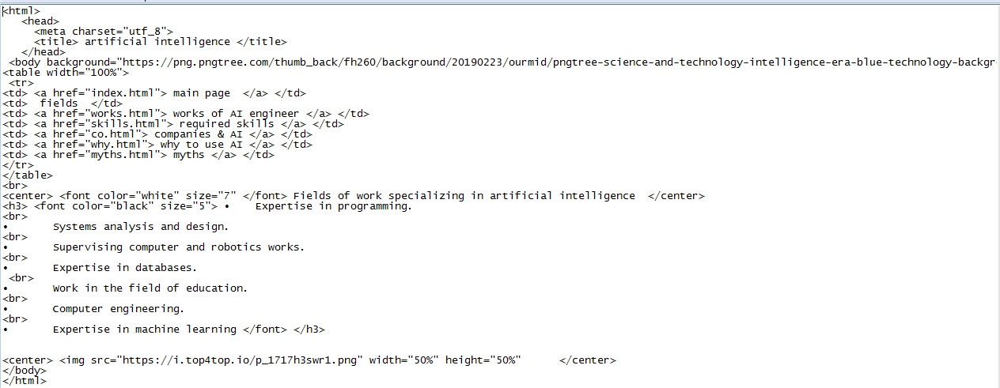 <html>
<head>
<meta charset="utf_8">
<title> artificial intelligence </title>
</head>
<body background="https://png.pngtree.com/thumb_back/fh260/background/20190223/ourmid/pngtree-science-and-technology-intelligence-era-blue-technology-backgr
<table width="100%">
<tr>
<td> <a href="index.html"> main page </a> </td>
<td> fields </td>
<td> <a href="works.html"> works of AI engineer </a> </td>
<td> <a href="skills.html"> required skills </a> </td>
<td> <a href="co.html"> companies & AI </a> </td>
<td> <a href="why.html"> why to use AI </a> </td>
<td> <a href="myths.html"> myths </a> </td>
</tr>
</table>
<br>
<center> <font color="white" size="7" </font> Fields of work specializing in artificial intelligence </center>
<h3> <font color="black" size="5"> • Expertise in programming.
<br>
• Systems analysis and design.
<br>
• Supervising computer and robotics works.
<br>
• Expertise in databases.
<br>
• Work in the field of education.
<br>
• Computer engineering.
<br>
• Expertise in machine learning </font> </h3>
<center> <img src="https://i.top4top.io/p_1717h3swr1.png" width="50%" height="50%" </center>
</body>
</html>